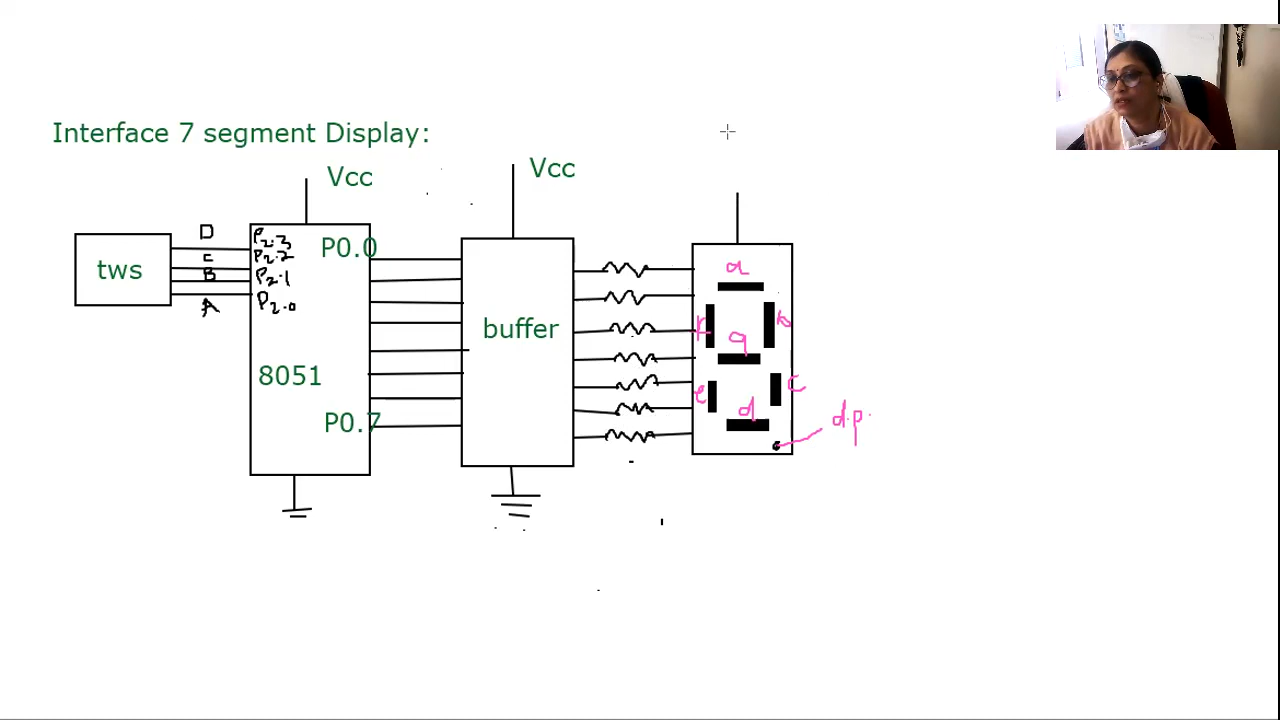 Interface 7 segment Display:
Vcc
Vcc
D
C
B
A
tws
P2.3
P2.2
P2.1
P2.0
P0.0
8051
P0.7
buffer
a
f
b
g
e
c
d
d.p.